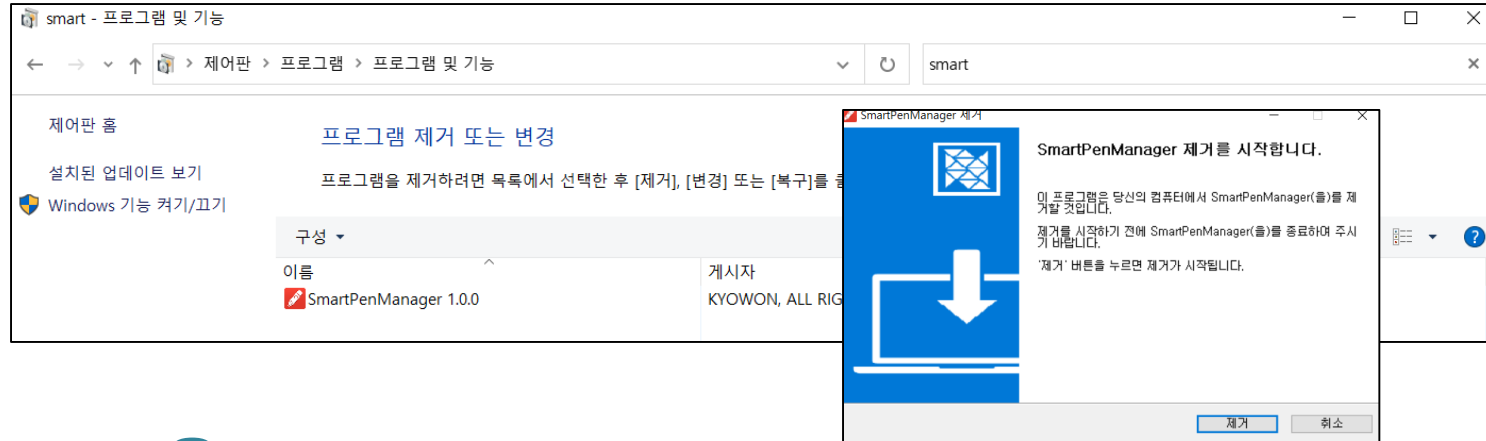 smart - 프로그램 및 기능
제어판 > 프로그램 > 프로그램 및 기능
smart
제어판 홈
설치된 업데이트 보기
Windows 기능 켜기/끄기
프로그램 제거 또는 변경
프로그램을 제거하려면 목록에서 선택한 후 [제거], [변경] 또는 [복구]를
구성
이름
게시자
SmartPenManager 1.0.0
KYOWON, ALL RIG
SmartPenManager 제거
SmartPenManager 제거를 시작합니다.
이 프로그램은 당신의 컴퓨터에서 SmartPenManager(을)를 제
거할 것입니다.
제거를 시작하기 전에 SmartPenManager(을)를 종료하여 주시
기 바랍니다.
'제거' 버튼을 누르면 제거가 시작됩니다.
제거
취소